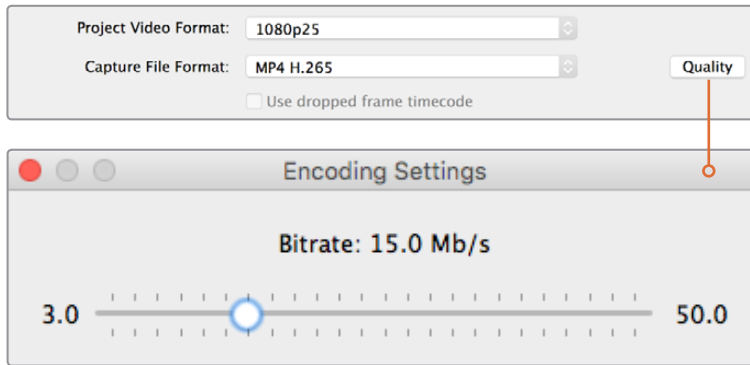 Project Video Format: 1080p25
Capture File Format: MP4 H.265 Quality
Use dropped frame timecode
Encoding Settings
Bitrate: 15.0 Mb/s
3.0 50.0